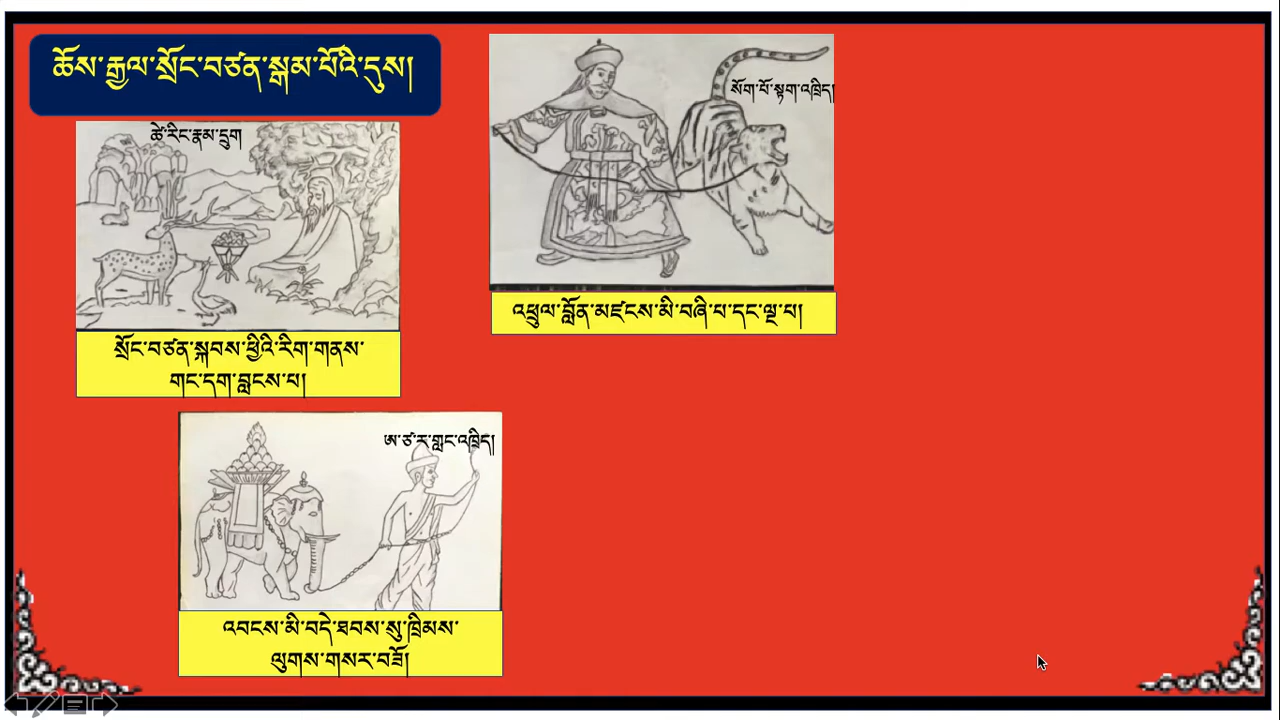 ཆོས་རྒྱལ་སྲོང་བཙན་སྒམ་པོའི་དུས།
ཚེ་རིང་རྣམ་དྲུག
སྲོང་བཙན་སྐབས་ཕྱིའི་རིག་གནས་
གང་དག་བླངས་པ།
སོག་པོ་སྟག་འཁྲིད།
འཕྲུལ་བློན་མཛངས་མི་བཞི་པ་དང་ལྔ་པ།
ཨ་ཙ་ར་གླང་འཁྲིད།
འབངས་མི་བདེ་ཐབས་སུ་ཁྲིམས་
ལུགས་གསར་བཟོ།